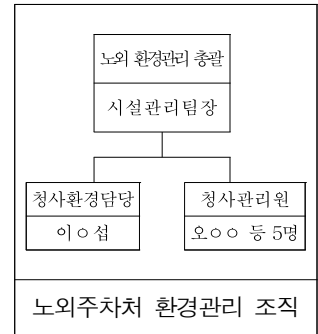 노외 환경관리 총괄
시설관리팀장
청사환경담당
이○섭
청사관리원
오○○ 등 5명
노외주차처 환경관리 조직